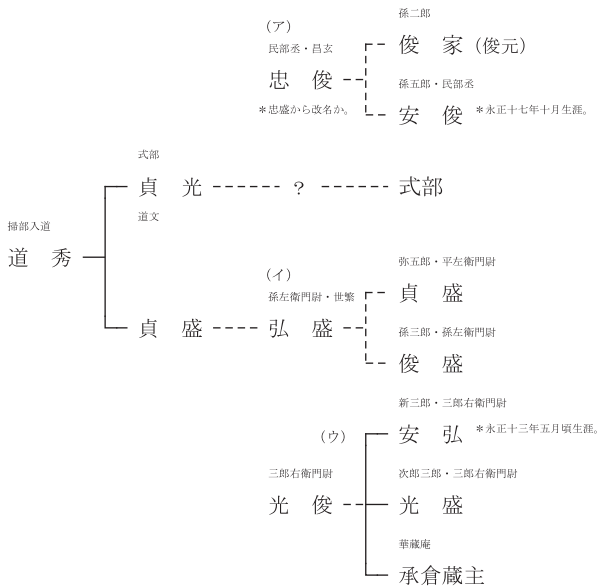 （ア）
民部丞・昌玄
忠　俊
＊忠盛から改名か。
孫二郎
俊　家（俊元）
孫五郎・民部丞
安　俊　＊永正十七年十月生涯。
掃部入道
道　秀
式部
貞　光
道文
？
式部
貞　盛
（イ）
孫左衛門尉・世繁
弘　盛
弥五郎・平左衛門尉
貞　盛
孫三郎・孫左衛門尉
俊　盛
（ウ）
三郎右衛門尉
光　俊
新三郎・三郎右衛門尉
安　弘　＊永正十三年五月頃生涯。
次郎三郎・三郎右衛門尉
光　盛
華蔵庵
承倉蔵主